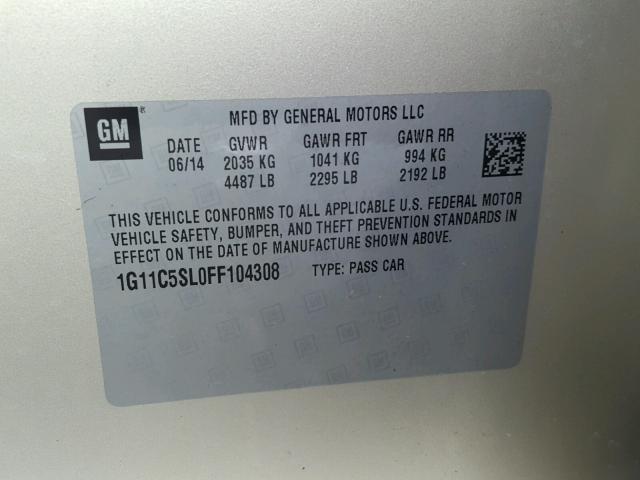 GM
MFD BY GENERAL MOTORS LLC
DATE GVWR GAWR FRT GAWR RR
06/14 2035 KG 1041 KG 994 KG
4487 LB 2295 LB 2192 LB
THIS VEHICLE CONFORMS TO ALL APPLICABLE U.S. FEDERAL MOTOR
VEHICLE SAFETY, BUMPER, AND THEFT PREVENTION STANDARDS IN
EFFECT ON THE DATE OF MANUFACTURE SHOWN ABOVE.
1G11C5SL0FF104308 TYPE: PASS CAR